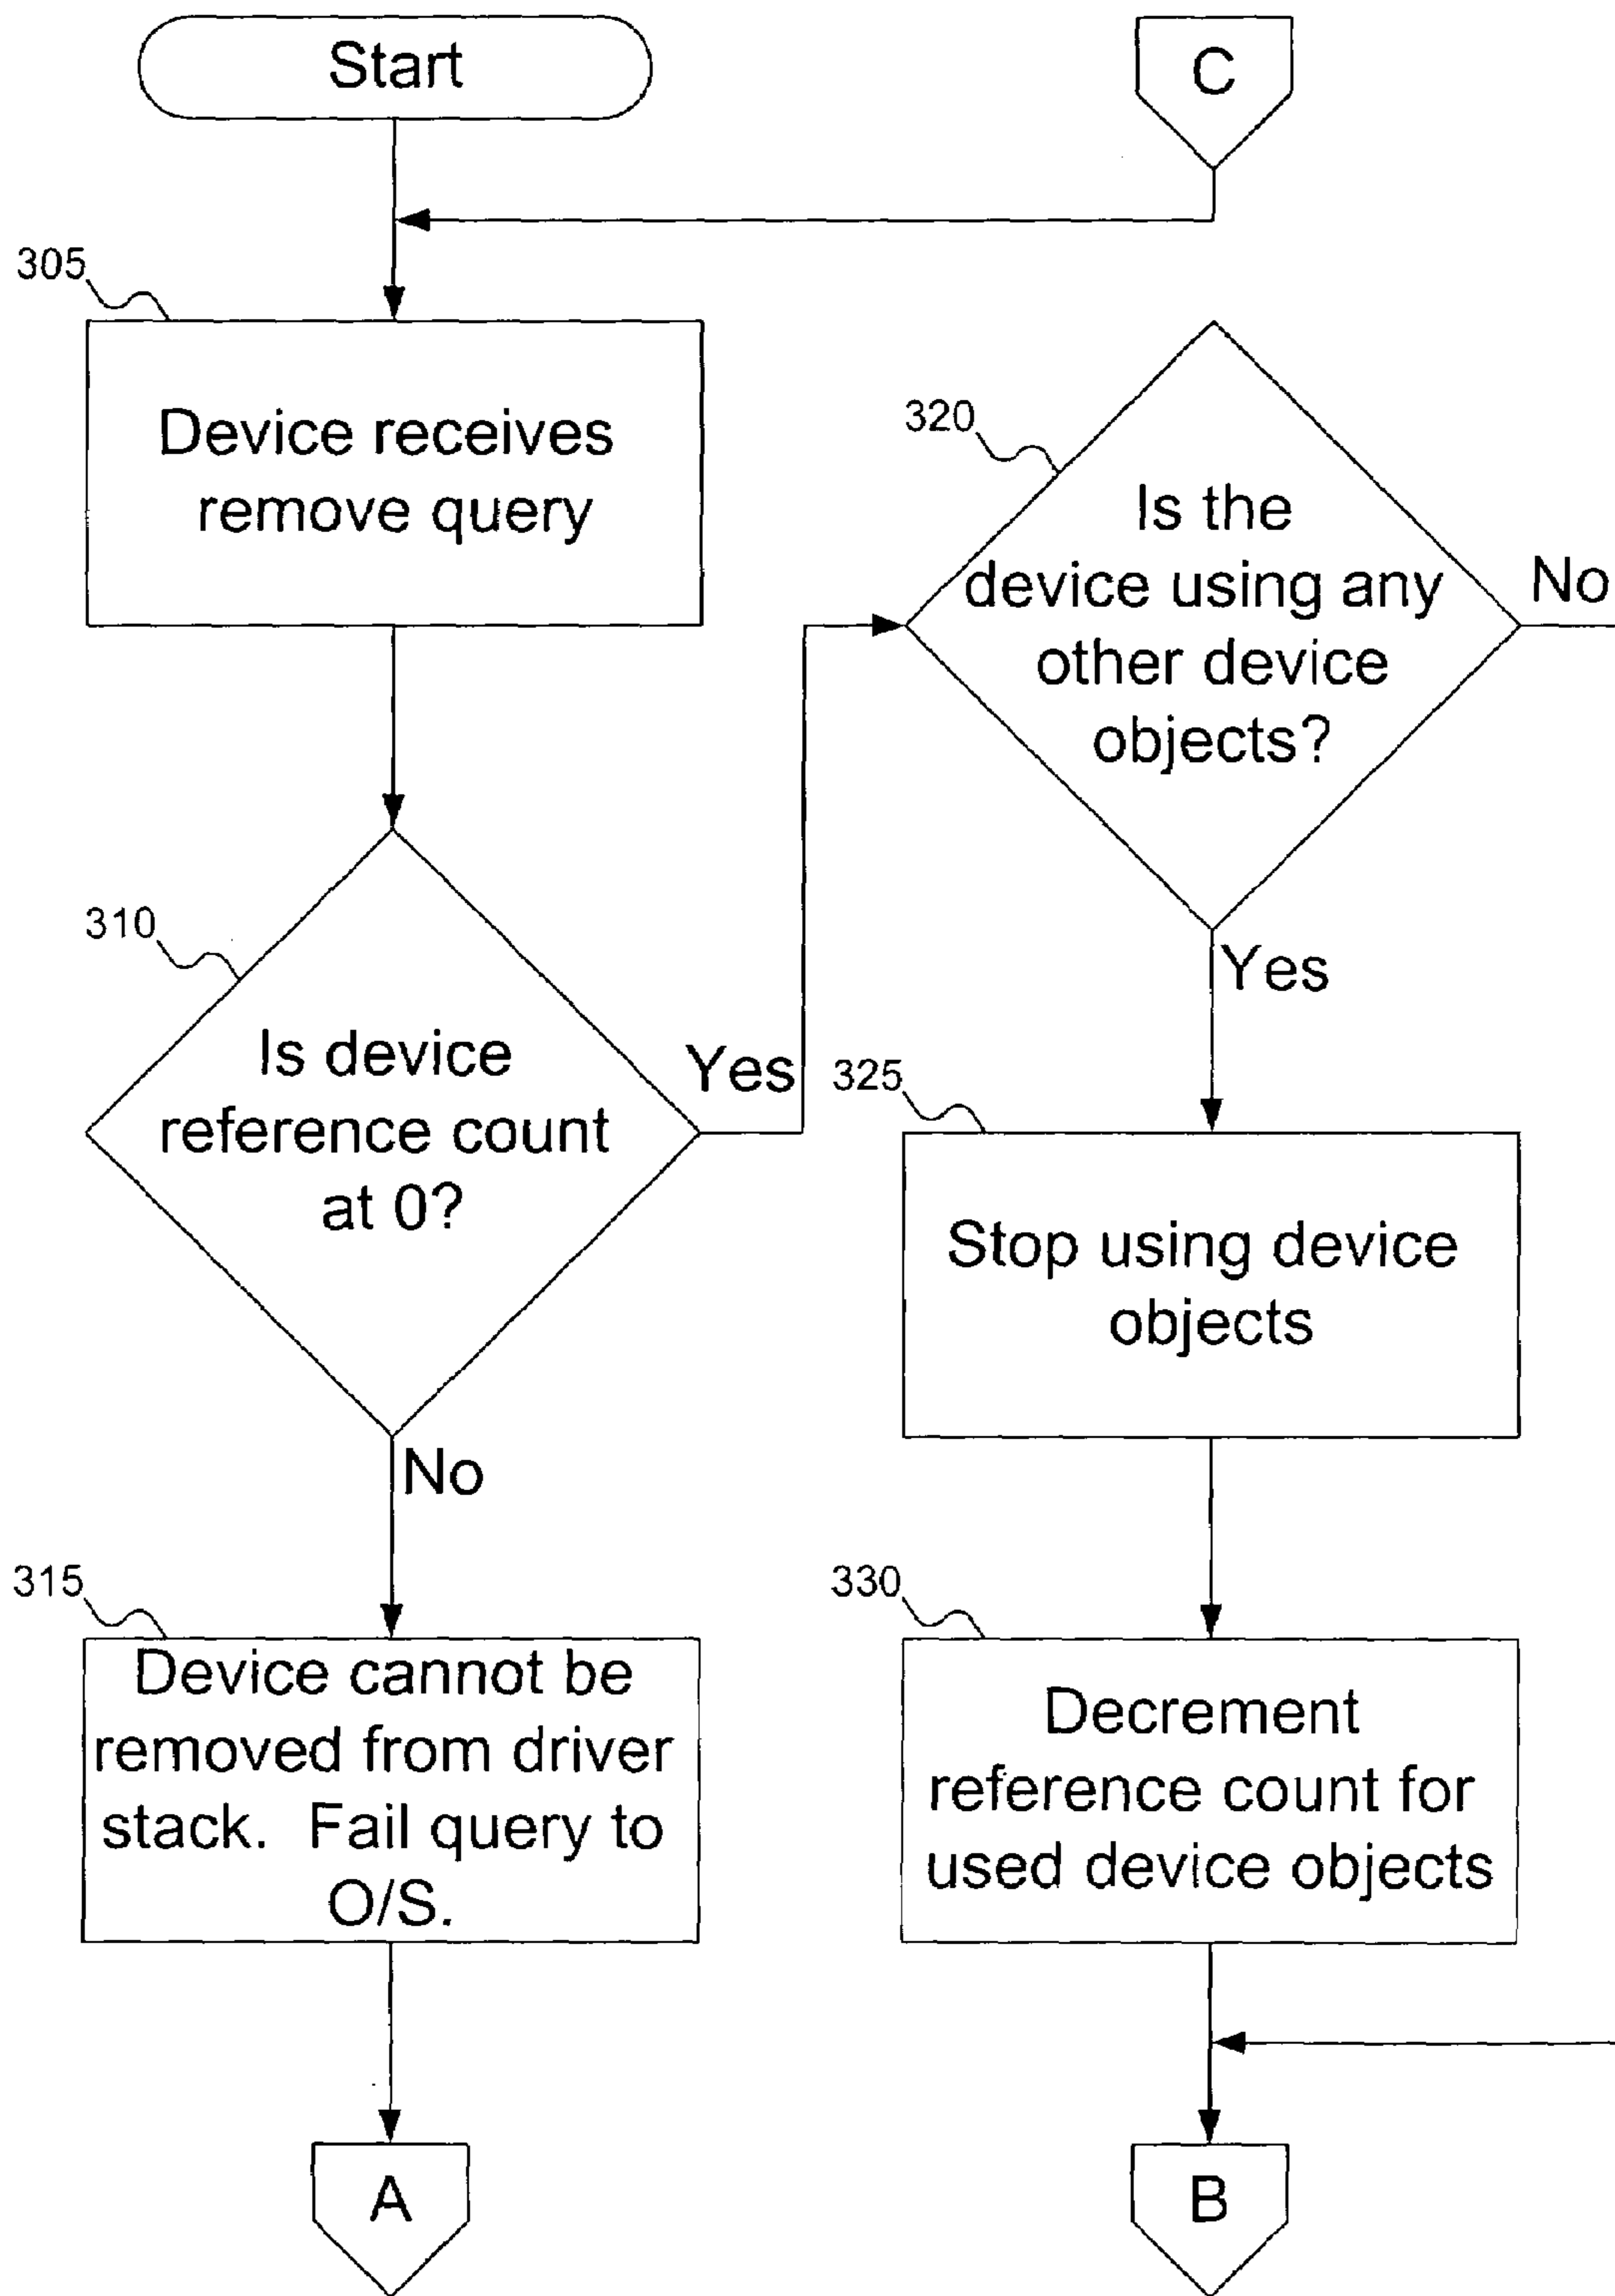 Start
C
305
Device receives
remove query
320
Is the
device using any
other device
objects?
No
Yes
310
Is device
reference count
at 0?
Yes
No
325
Stop using device
objects
315
Device cannot be
removed from driver
stack.  Fail query to
O/S.
330
Decrement
reference count for
used device objects
A
B